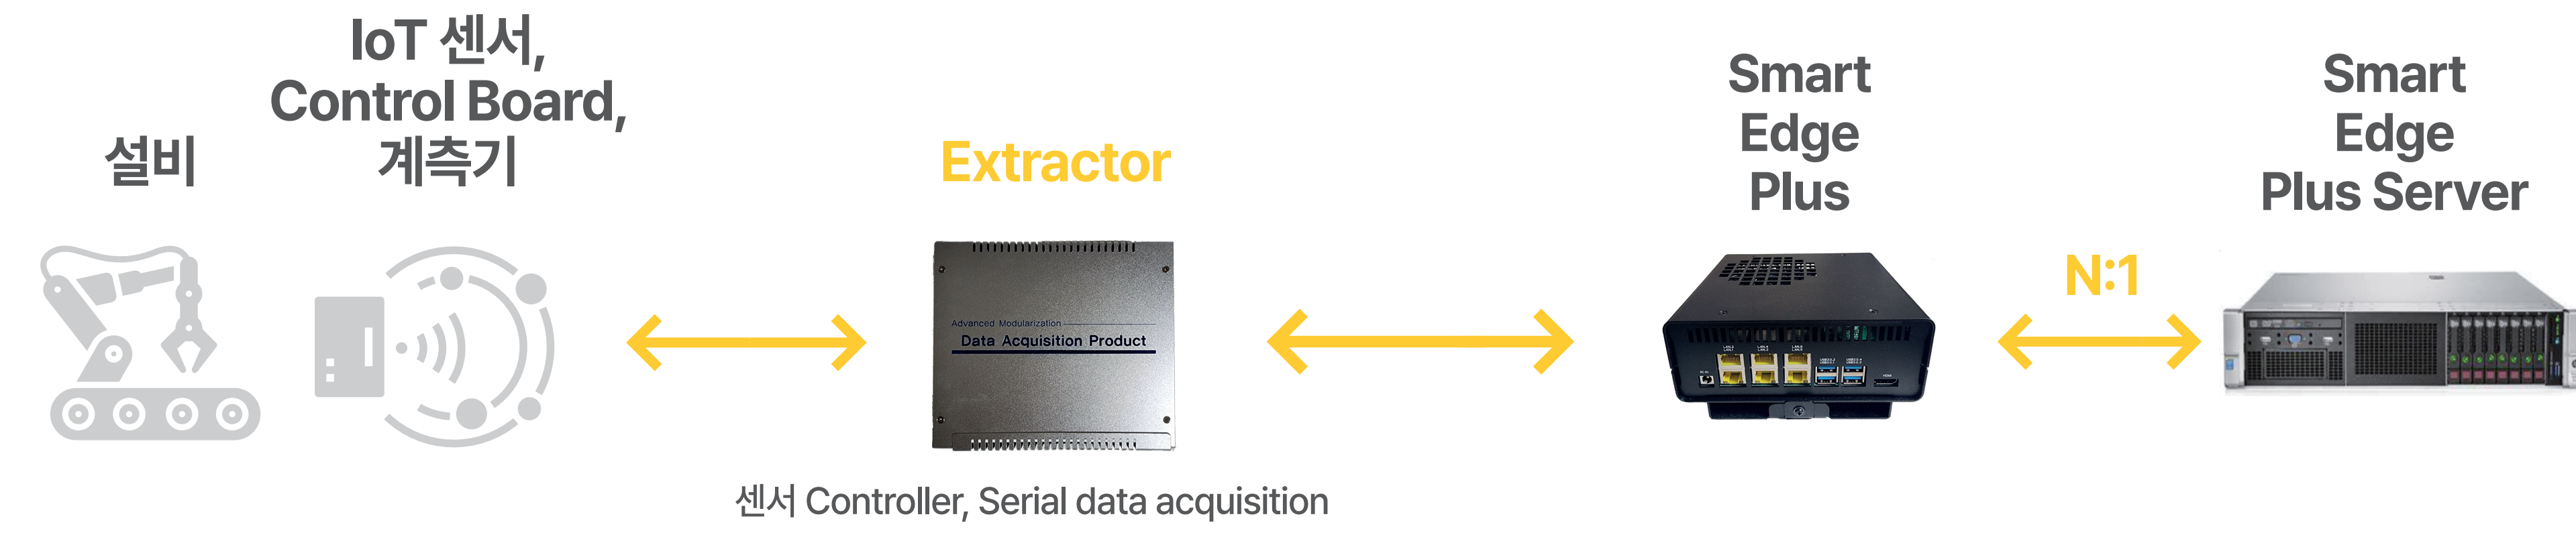 설비
IoT 센서,
Control Board,
계측기
Extractor
Advanced Modularization
Data Acquisition Product
센서 Controller, Serial data acquisition
Smart
Edge
Plus
HDMI
N:1
Smart
Edge
Plus Server